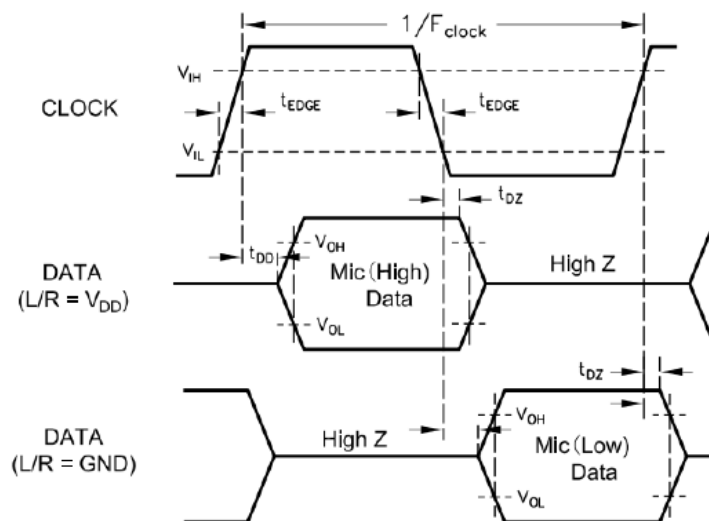 1/Fclock
VIH
CLOCK
tEDGE
tEDGE
VIL
tDZ
tDD
VOH
DATA
(L/R = VDD)
Mic(High)
Data
High Z
VOL
tDZ
DATA
(L/R = GND)
High Z
VOH
Mic(Low)
Data
VOL